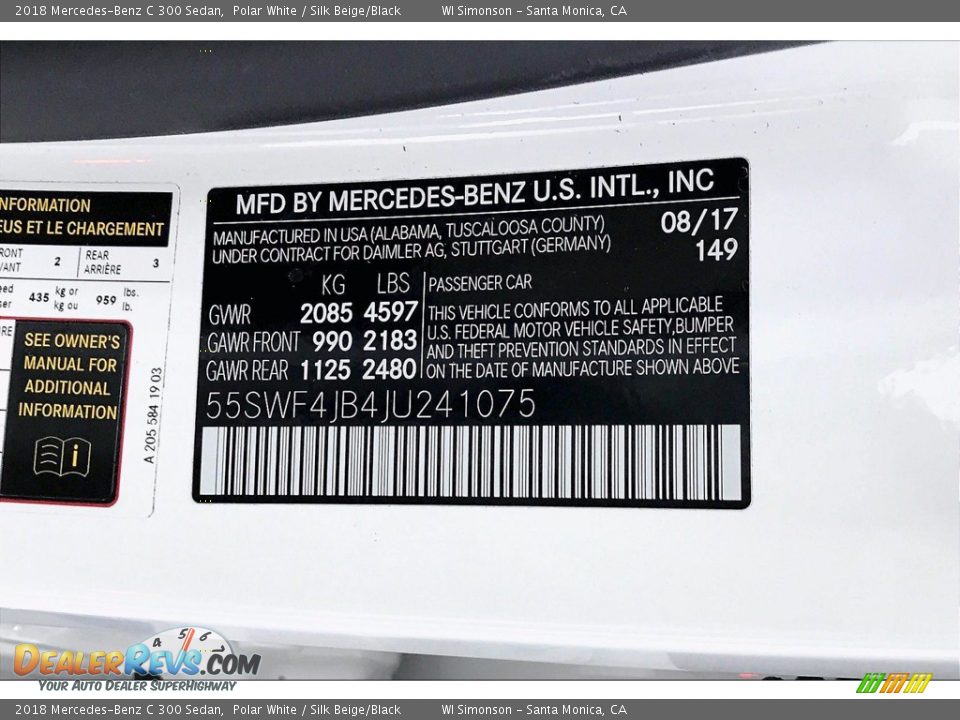 2018 Mercedes-Benz C 300 Sedan, Polar White / Silk Beige/Black WI Simonson - Santa Monica, CA
NFORMATION
EUS ET LE CHARGEMENT
2
REAR
ARRIÈRE
3
435
kg or
kg ou
959
lbs.
lb.
SEE OWNER'S
MANUAL FOR
ADDITIONAL
INFORMATION
i
A 205 584 19 03
MFD BY MERCEDES-BENZ U.S. INTL., INC
MANUFACTURED IN USA (ALABAMA, TUSCALOOSA COUNTY)
UNDER CONTRACT FOR DAIMLER AG, STUTTGART (GERMANY)
08/17
149
KG LBS
GVWR 2085 4597
GAWR FRONT 990 2183
GAWR REAR 1125 2480
PASSENGER CAR
THIS VEHICLE CONFORMS TO ALL APPLICABLE
U.S. FEDERAL MOTOR VEHICLE SAFETY,BUMPER
AND THEFT PREVENTION STANDARDS IN EFFECT
ON THE DATE OF MANUFACTURE SHOWN ABOVE
55SWF4JB4JU241075
4 5 6
DEALERREVS.COM
YOUR AUTO DEALER SUPERHIGHWAY
2018 Mercedes-Benz C 300 Sedan, Polar White / Silk Beige/Black WI Simonson - Santa Monica, CA